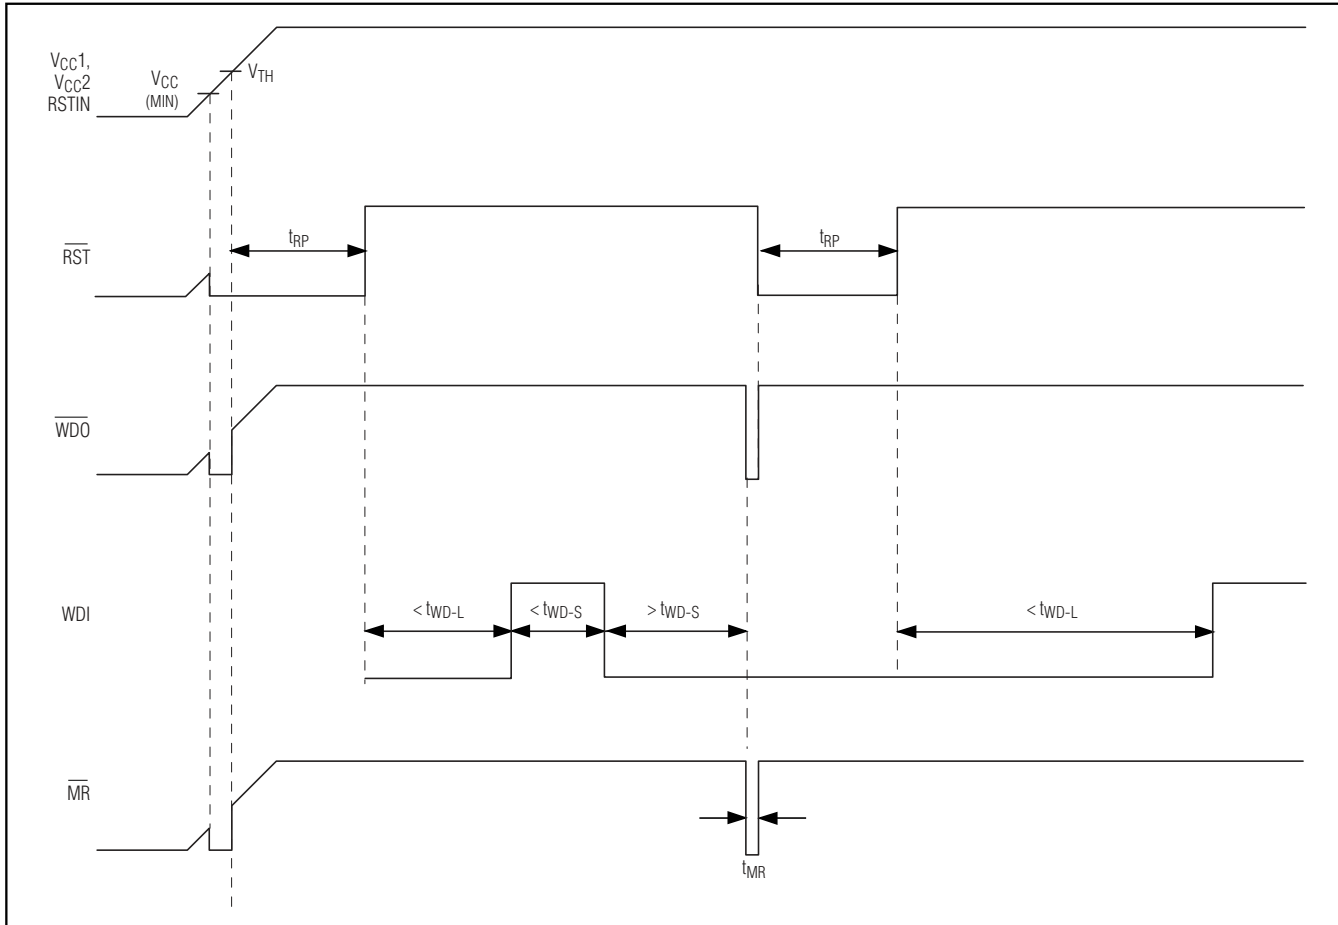 VCC1,
VCC2
RSTIN
VCC
(MIN)
VTH
RST
tRP
tRP
WDO
WDI
< tWD-L
< tWD-S
> tWD-S
< tWD-L
MR
tMR